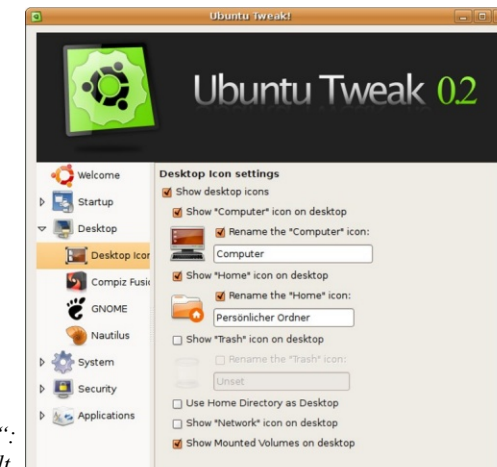 Ubuntu Tweak!
Ubuntu Tweak 0.2
Welcome
Startup
Desktop
Desktop Icon
Compiz Fusio
GNOME
Nautilus
System
Security
Applications
Desktop Icon settings
Show desktop icons
Show "Computer" icon on desktop
Rename the "Computer" icon:
Computer
Show "Home" icon on desktop
Rename the "Home" icon:
Persönlicher Ordner
Show "Trash" icon on desktop
Rename the "Trash" icon:
Unset
Use Home Directory as Desktop
Show "Network" icon on desktop
Show Mounted Volumes on desktop
“:
lt